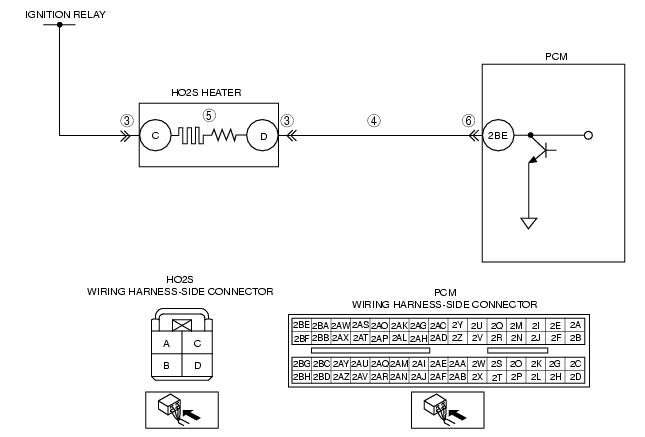 IGNITION RELAY
PCM
HO2S HEATER
③ ⑤ ③ ④ ⑥
C D 2BE
HO2S
WIRING HARNESS-SIDE CONNECTOR
A C
B D
PCM
WIRING HARNESS-SIDE CONNECTOR
2BE 2BA 2AW 2AS 2AO 2AK 2AG 2AC 2Y 2U 2Q 2M 2I 2E 2A
2BF 2BB 2AX 2AT 2AP 2AL 2AH 2AD 2Z 2V 2R 2N 2J 2F 2B
2BG 2BC 2AY 2AU 2AQ 2AM 2AI 2AE 2AA 2W 2S 2O 2K 2G 2C
2BH 2BD 2AZ 2AV 2AR 2AN 2AJ 2AF 2AB 2X 2T 2P 2L 2H 2D